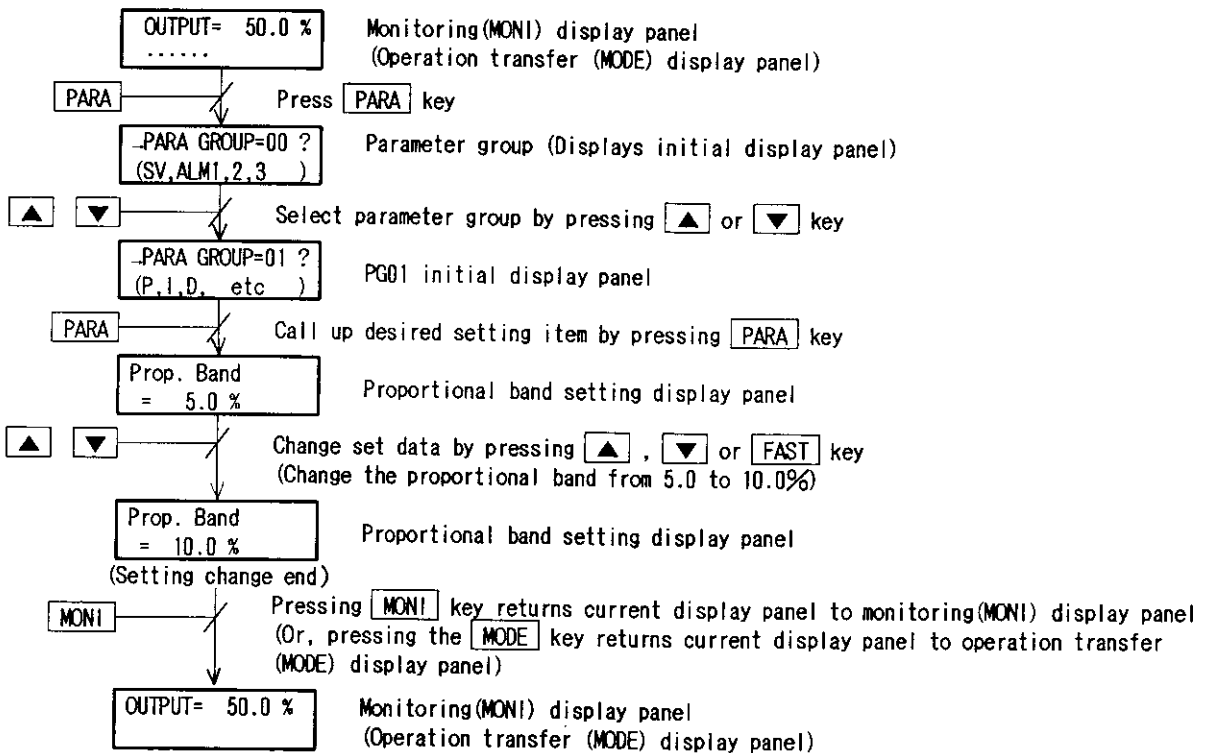 OUTPUT= 50.0 % Monitoring(MONI) display panel
...... (Operation transfer (MODE) display panel)
PARA Press PARA key
PARA GROUP=00 ? Parameter group (Displays initial display panel)
(SV,ALM1,2,3 )
▲ ▼ Select parameter group by pressing ▲ or ▼ key
PARA GROUP=01 ? PG01 initial display panel
(P,I,D, etc )
PARA Call up desired setting item by pressing PARA key
Prop. Band
= 5.0 % Proportional band setting display panel
▲ ▼ Change set data by pressing ▲ , ▼ or FAST key
(Change the proportional band from 5.0 to 10.0%)
Prop. Band
= 10.0 % Proportional band setting display panel
(Setting change end)
MONI Pressing MONI key returns current display panel to monitoring(MONI) display panel
(Or, pressing the MODE key returns current display panel to operation transfer
(MODE) display panel)
OUTPUT= 50.0 % Monitoring(MONI) display panel
(Operation transfer (MODE) display panel)